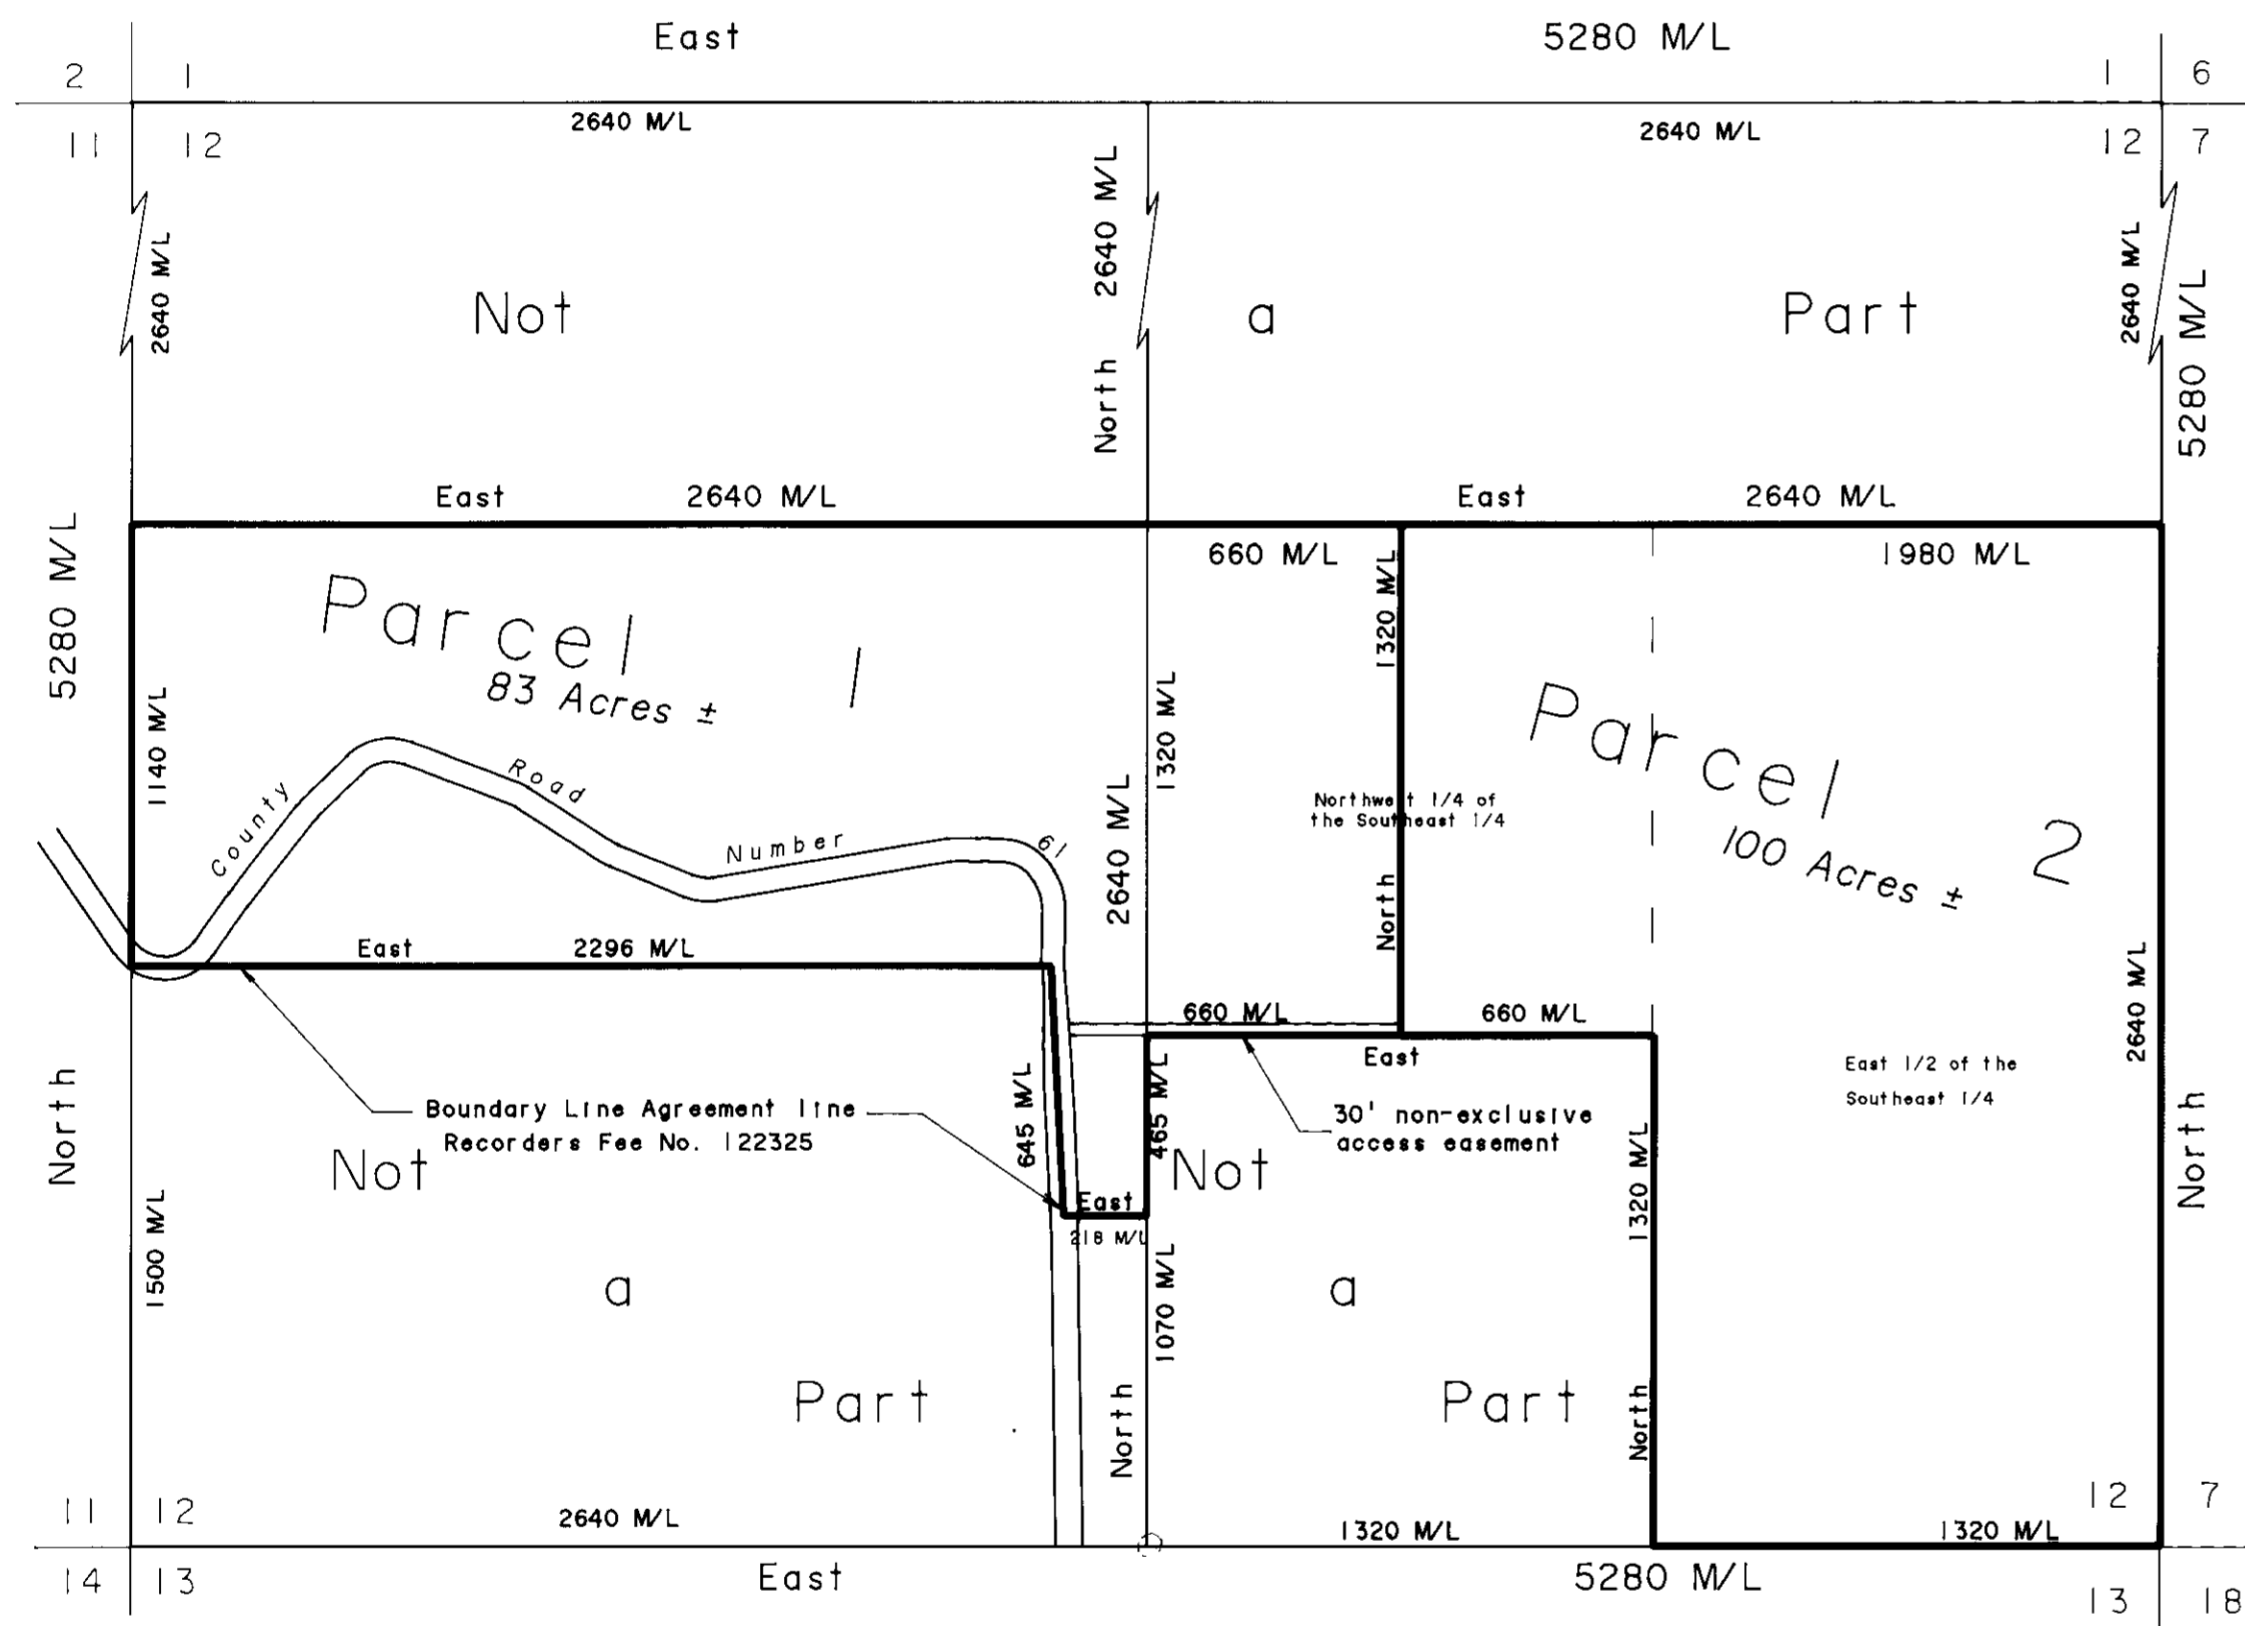 East 5280 M/L
2 1 1 6
2640 M/L 2640 M/L
11 12 12 7
2640 M/L
North 2640 M/L
2640 M/L
5280 M/L
Not a Part
East 2640 M/L East 2640 M/L
660 M/L 1980 M/L
5280 M/L
1320 M/L
Parcel 1
83 Acres ±
1140 M/L
1320 M/L
Parcel 2
100 Acres ±
County Road Number 61
2640 M/L
Northwest 1/4 of
the Southeast 1/4
North
East 2296 M/L
2640 M/L
660 M/L 660 M/L
East
East 1/2 of the
Southeast 1/4
North
645 M/L
465 M/L
Boundary Line Agreement line
Recorders Fee No. 122325
30' non-exclusive
access easement
1320 M/L
North
Not Not
East
218 M/L
1500 M/L
1070 M/L
a a
Part Part
North
North
11 12 12 7
2640 M/L 1320 M/L 1320 M/L
14 13 East 5280 M/L 13 18